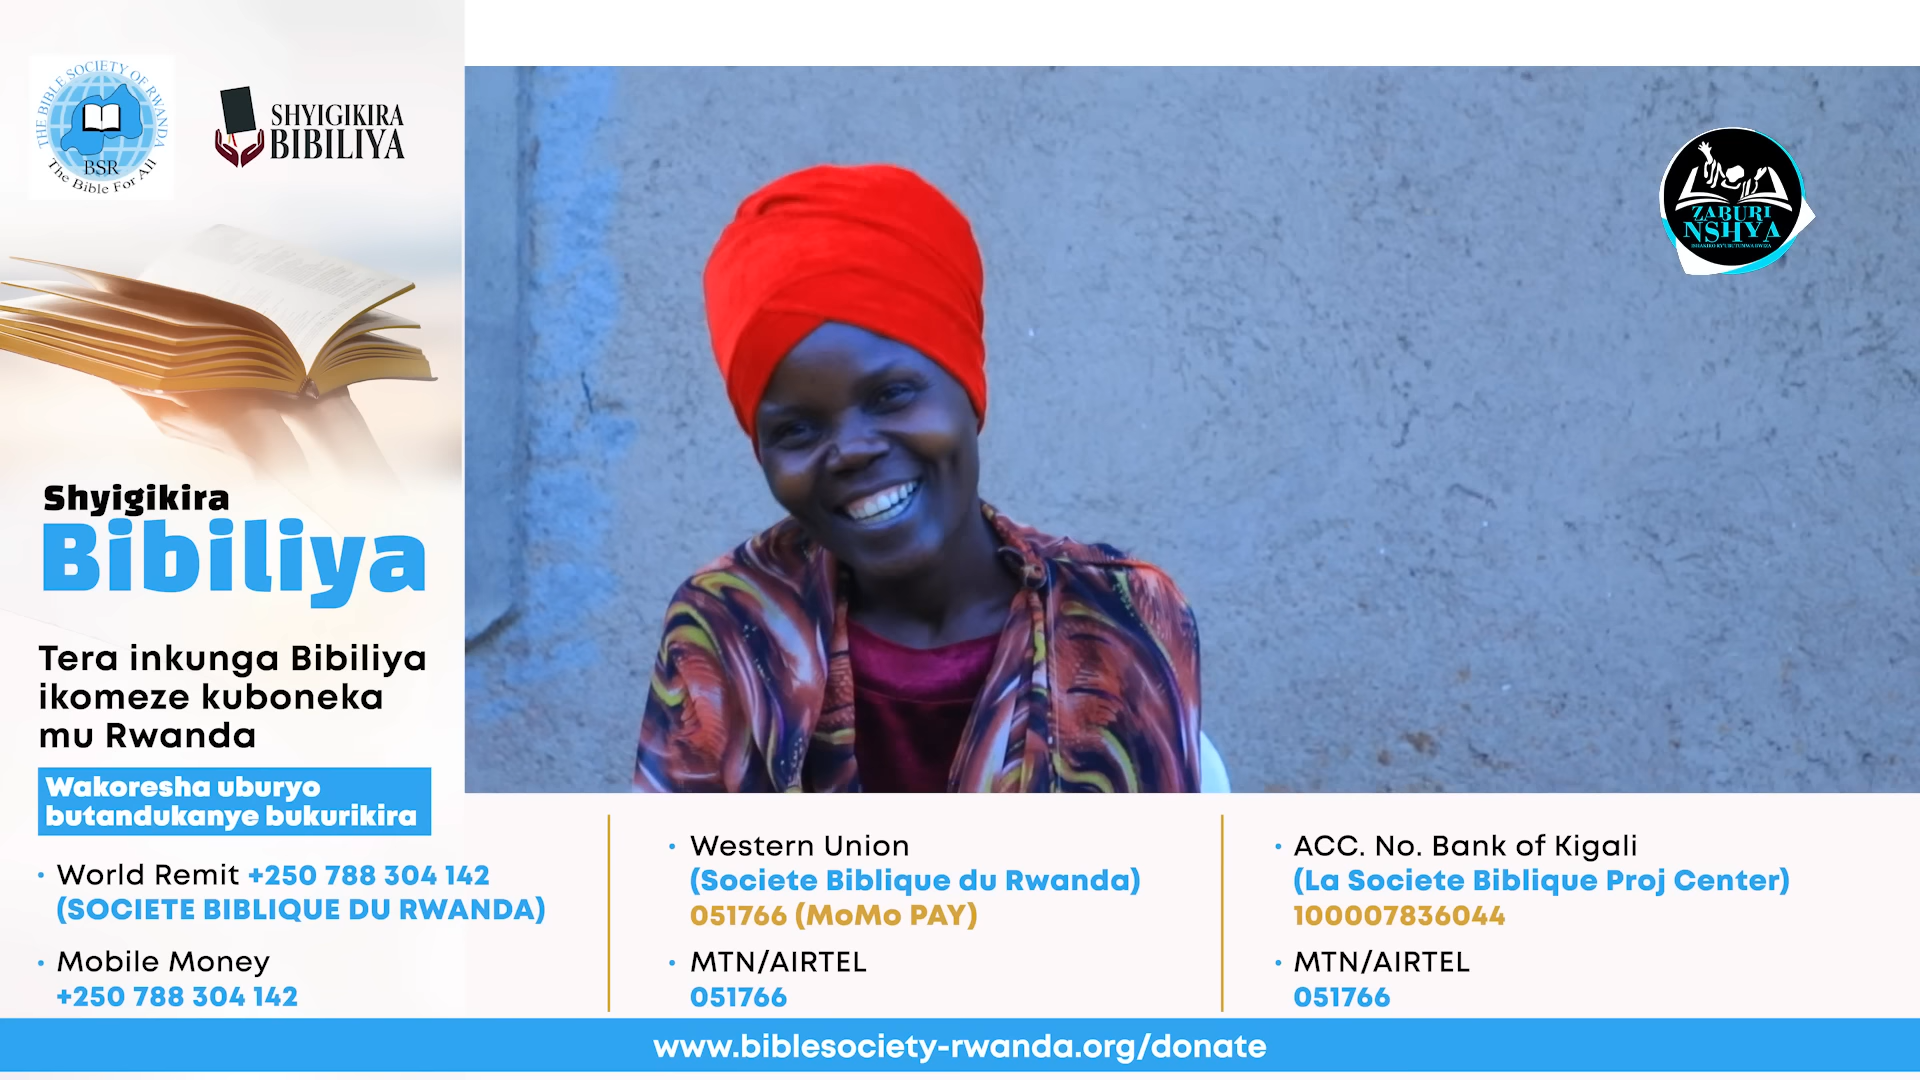 THE BIBLE SOCIETY OF RWANDA
BSR
The Bible For All
SHYIGIKIRA
BIBILIYA
ZABURI
NSHYA
Shyigikira
Bibiliya
Tera inkunga Bibiliya
ikomeze kuboneka
mu Rwanda
Wakoresha uburyo
butandukanye bukurikira
• World Remit +250 788 304 142
(SOCIETE BIBLIQUE DU RWANDA)
• Mobile Money
+250 788 304 142
• Western Union
(Societe Biblique du Rwanda)
051766 (MoMo PAY)
• MTN/AIRTEL
051766
• ACC. No. Bank of Kigali
(La Societe Biblique Proj Center)
100007836044
• MTN/AIRTEL
051766
www.biblesociety-rwanda.org/donate